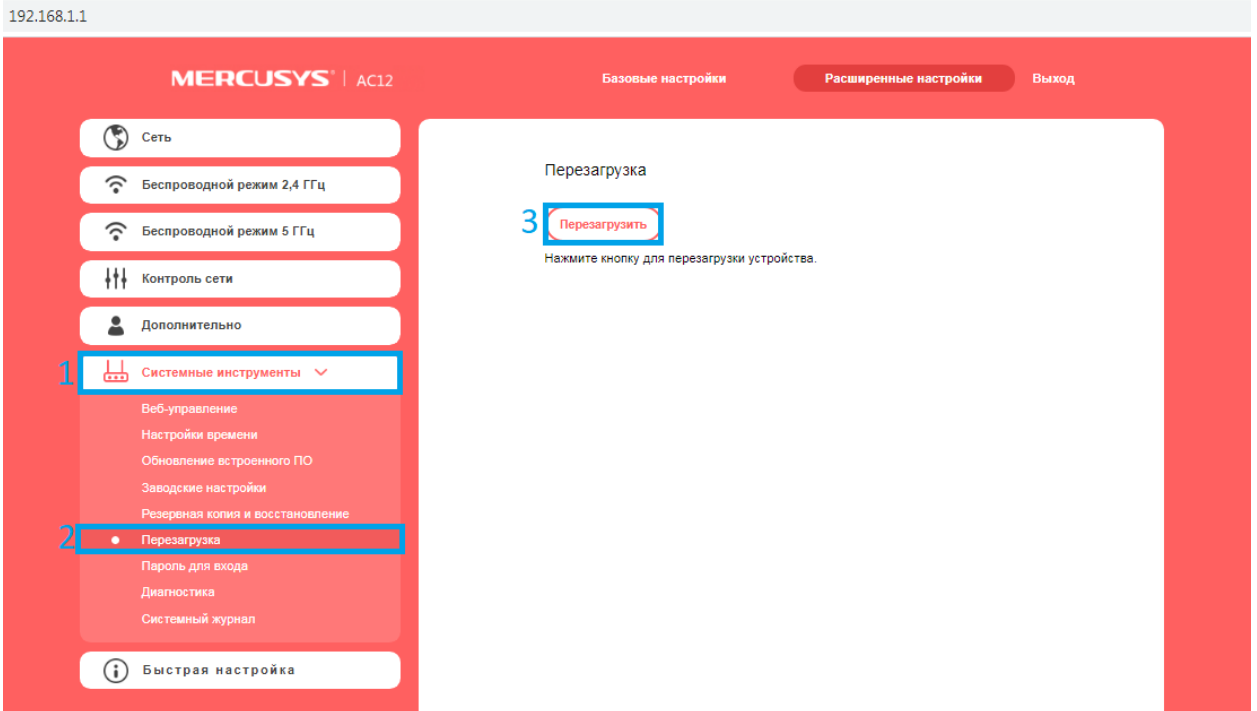 192.168.1.1
MERCUSYS® | AC12
Базовые настройки
Расширенные настройки
Выход
Сеть
Беспроводной режим 2,4 ГГц
Беспроводной режим 5 ГГц
Контроль сети
Дополнительно
1
Системные инструменты
Веб-управление
Настройки времени
Обновление встроенного ПО
Заводские настройки
Резервная копия и восстановление
2
Перезагрузка
Пароль для входа
Диагностика
Системный журнал
Быстрая настройка
Перезагрузка
3
Перезагрузить
Нажмите кнопку для перезагрузки устройства.